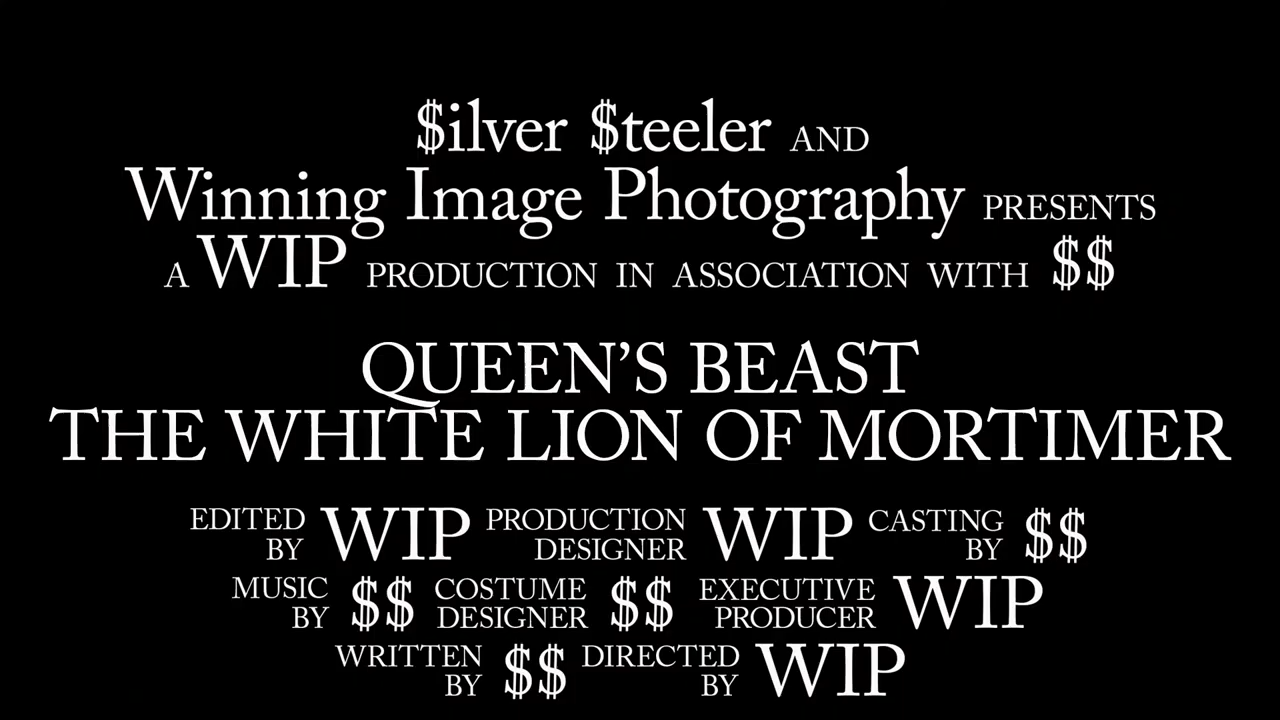 $ilver $teeler AND
Winning Image Photography PRESENTS
A WIP PRODUCTION IN ASSOCIATION WITH $$
QUEEN'S BEAST
THE WHITE LION OF MORTIMER
EDITED BY WIP PRODUCTION DESIGNER WIP CASTING BY $$
MUSIC BY $$ COSTUME DESIGNER $$ EXECUTIVE PRODUCER WIP
WRITTEN BY $$ DIRECTED BY WIP